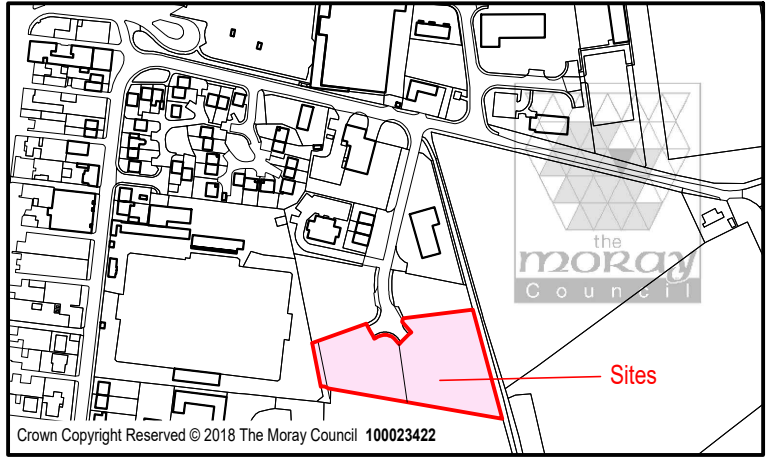 the
moray
Council
Sites
Crown Copyright Reserved © 2018 The Moray Council 100023422